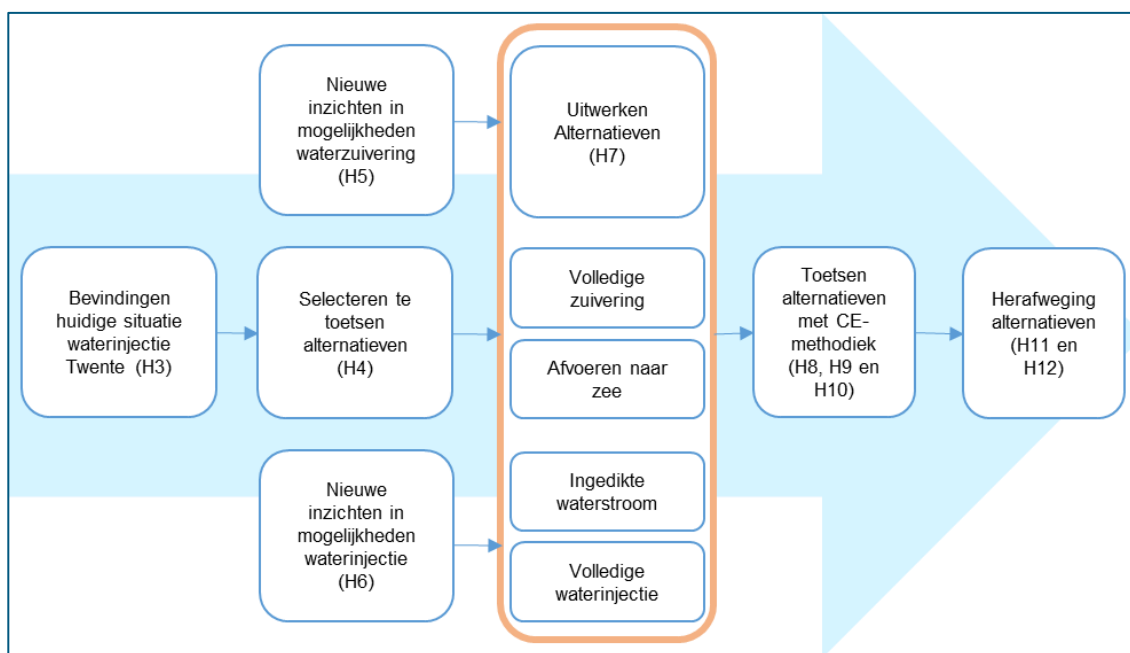 Nieuwe
inzichten in
mogelijkheden
waterzuivering
(H5)
Uitwerken
Alternatieven
(H7)
Bevindingen
huidige situatie
waterinjectie
Twente (H3)
Selecteren te
toetsen
alternatieven
(H4)
Volledige
zuivering
Afvoeren naar
zee
Toetsen
alternatieven
met CE-
methodiek
(H8, H9 en
H10)
Herafweging
alternatieven
(H11 en
H12)
Nieuwe
inzichten in
mogelijkheden
waterinjectie
(H6)
Ingedikte
waterstroom
Volledige
waterinjectie